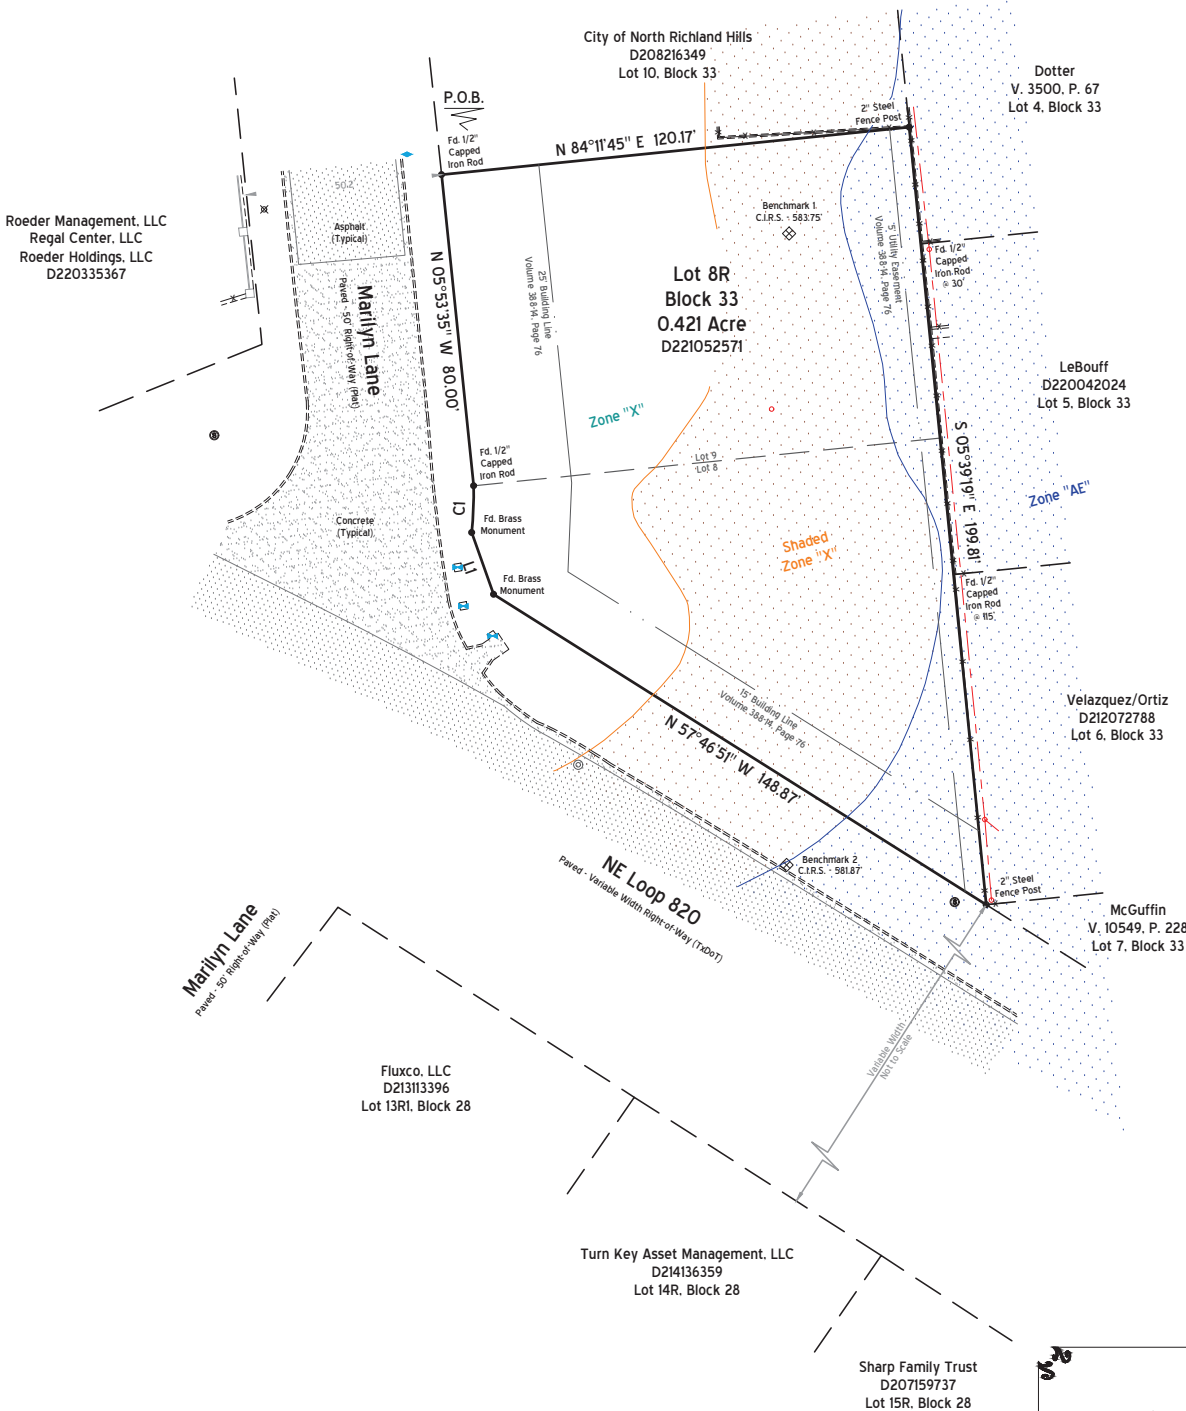 City of North Richland Hills
D208216349
Lot 10, Block 33
Dotter
V. 3500, P. 67
Lot 4, Block 33
P.O.B.
Fd. 1/2"
Capped
Iron Rod
N 84°11'45" E 120.17'
2" Steel
Fence Post
Roeder Management, LLC
Regal Center, LLC
Roeder Holdings, LLC
D220335367
50.2
Asphalt
(Typical)
Marilyn Lane
Paved - 50' Right-of-Way (Plat)
N 05°53'35" W 80.00'
25' Building Line
Volume 388-14, Page 76
Benchmark 1
C.I.R.S. - 583.75'
5' Utility Easement
Volume 388-14, Page 76
Fd. 1/2"
Capped
Iron Rod
@ 30'
Lot 8R
Block 33
0.421 Acre
D221052571
LeBouff
D220042024
Lot 5, Block 33
Zone "X"
Lot 9
Lot 8
S 05°39'19" E 199.81'
Zone "AE"
Fd. 1/2"
Capped
Iron Rod
C1
Fd. Brass
Monument
Concrete
(Typical)
Shaded
Zone "X"
L1
Fd. Brass
Monument
Fd. 1/2"
Capped
Iron Rod
@ 115'
15' Building Line
Volume 388-14, Page 76
N 57°46'51" W 148.87'
Velazquez/Ortiz
D212072788
Lot 6, Block 33
NE Loop 820
Paved - Variable Width Right-of-Way (TxDoT)
Benchmark 2
C.I.R.S. - 581.87'
2" Steel
Fence Post
McGuffin
V. 10549, P. 228
Lot 7, Block 33
Marilyn Lane
Paved - 50' Right-of-Way (Plat)
Variable Width
Not to Scale
Fluxco, LLC
D213113396
Lot 13R1, Block 28
Turn Key Asset Management, LLC
D214136359
Lot 14R, Block 28
Sharp Family Trust
D207159737
Lot 15R, Block 28